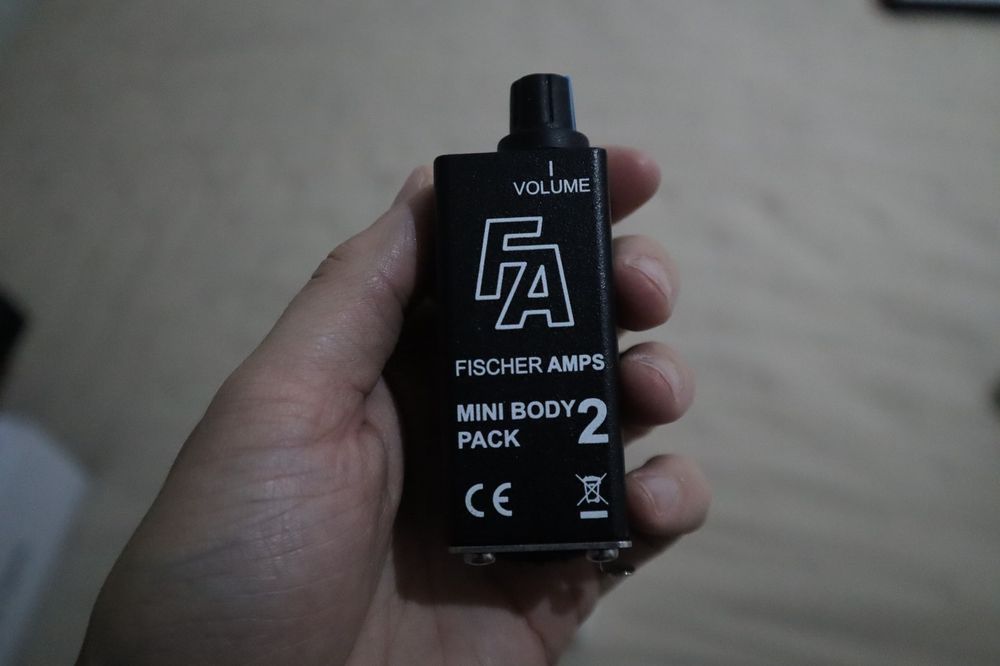 VOLUME
FA
FISCHER AMPS
MINI BODY
PACK 2
CE